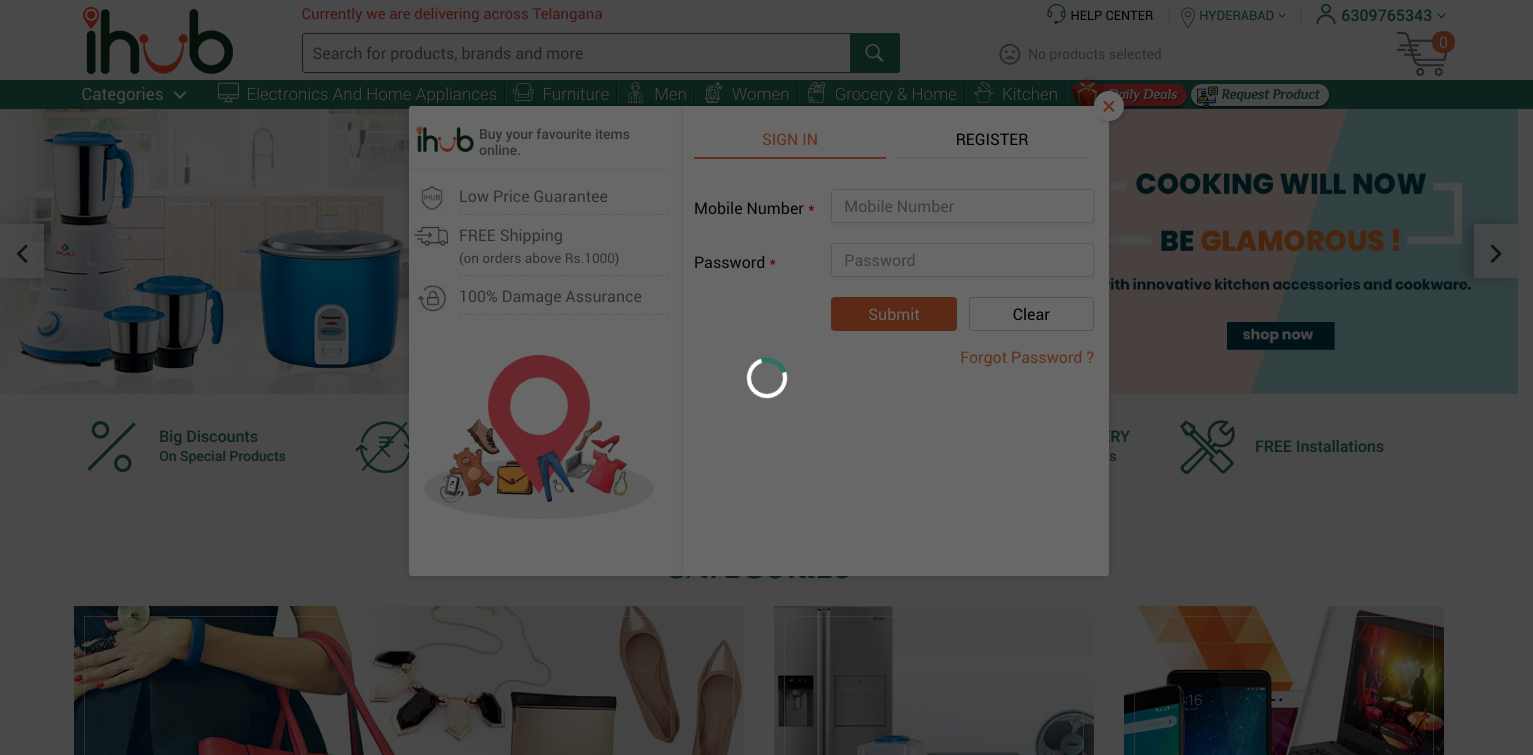 ihub
Currently we are delivering across Telangana
HELP CENTER
HYDERABAD
6309765343
Search for products, brands and more
No products selected
0
Categories
Electronics And Home Appliances
Furniture
Men
Women
Grocery & Home
Kitchen
Daily Deals
Request Product
ihub
Buy your favourite items
online.
IHUB
Low Price Guarantee
FREE Shipping
(on orders above Rs.1000)
100% Damage Assurance
SIGN IN
REGISTER
Mobile Number *
Mobile Number
Password *
Password
Submit
Clear
Forgot Password ?
COOKING WILL NOW
BE GLAMOROUS !
with innovative kitchen accessories and cookware.
shop now
Big Discounts
On Special Products
FREE Installations
CATEGORIES